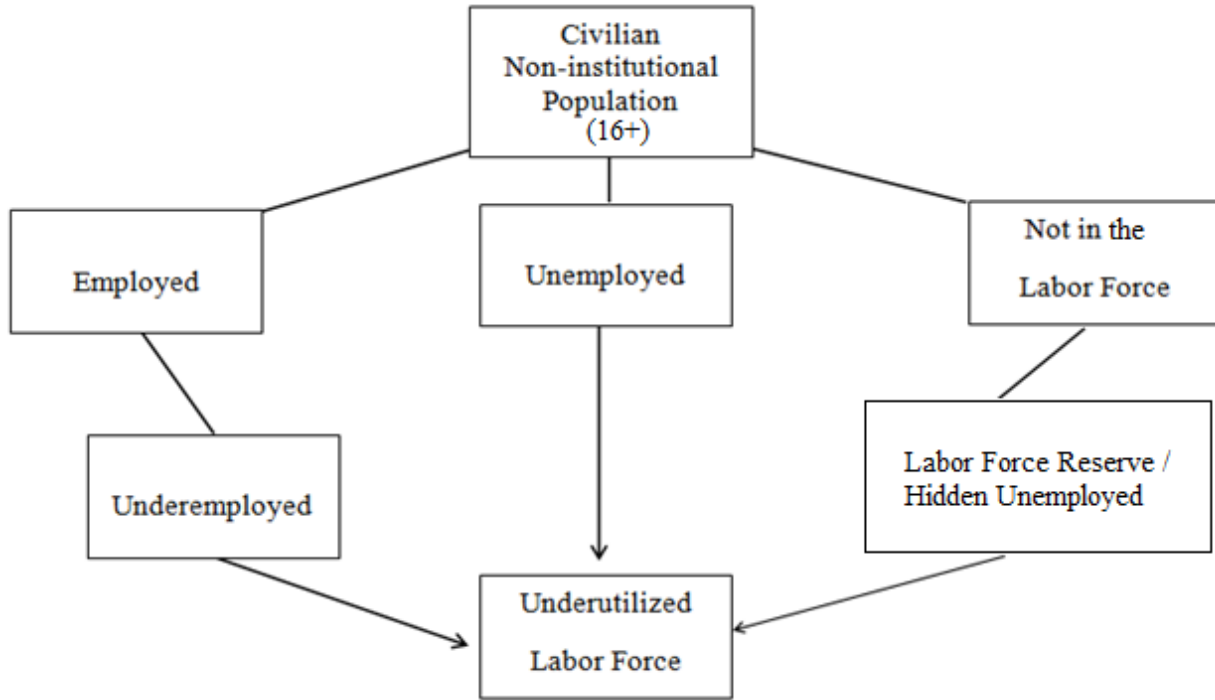 Civilian
Non-institutional
Population
(16+)
Employed
Unemployed
Not in the
Labor Force
Underemployed
Labor Force Reserve /
Hidden Unemployed
Underutilized
Labor Force